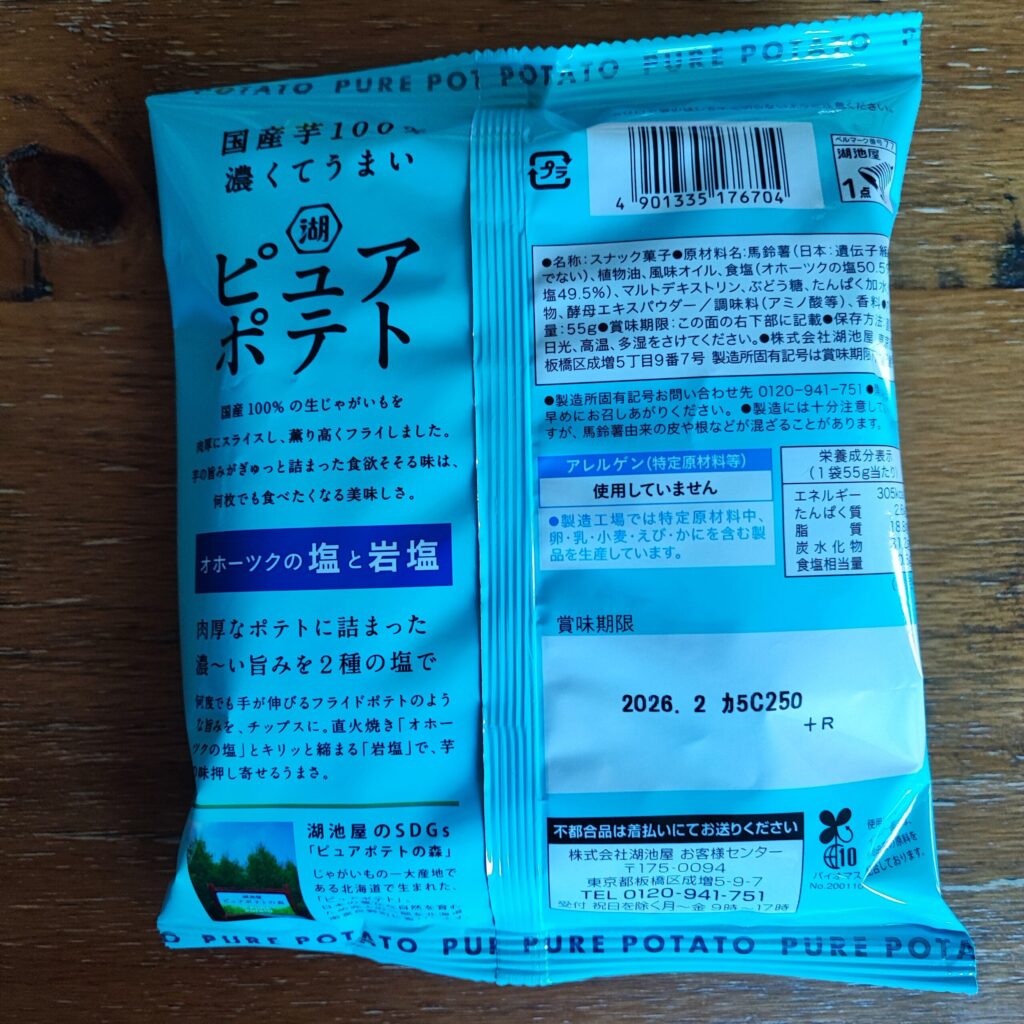 POTATO PURE POT POTATO PURE POTATO PURE
国産芋100%
濃くてうまい
湖
ピュア
ポテト
国産100%の生じゃがいもを
肉厚にスライスし、薫り高くフライしました。
芋の旨みがぎゅっと詰まった食欲そそる味は、
何枚でも食べたくなる美味しさ。
オホーツクの塩と岩塩
肉厚なポテトに詰まった
濃〜い旨みを2種の塩で
何度でも手が伸びるフライドポテトのよう
な旨みを、チップスに。直火焼き「オホー
ツクの塩」とキリッと締まる「岩塩」で、芋
味押し寄せるうまさ。
湖池屋のSDGs
「ピュアポテトの森」
じゃがいもの一大産地で
ある北海道で生まれた、
「ピュアポテト」
プラ
4 901335 176704
ベルマーク番号77
湖池屋
1点
●名称:スナック菓子●原材料名:馬鈴薯(日本:遺伝子組
でない)、植物油、風味オイル、食塩(オホーツクの塩50.5%
塩49.5%)、マルトデキストリン、ぶどう糖、たんぱく加水
物、酵母エキスパウダー/調味料(アミノ酸等)、香料●
量:55g●賞味期限:この面の右下部に記載●保存方法:
日光、高温、多湿をさけてください。●株式会社湖池屋
板橋区成増5丁目9番7号 製造所固有記号は賞味期限
●製造所固有記号お問い合わせ先 0120-941-751●
早めにお召しあがりください。●製造には十分注意して
すが、馬鈴薯由来の皮や根などが混ざることがあります。
アレルゲン(特定原材料等)
使用していません
●製造工場では特定原材料中、
卵・乳・小麦・えび・かにを含む製
品を生産しています。
栄養成分表示
(1袋55g当たり)
エネルギー 305kc
たんぱく質
脂質
炭水化物
食塩相当量
賞味期限
2026. 2 カ5C250
+R
不都合品は着払いにてお送りください
株式会社湖池屋 お客様センター
〒175-0094
東京都板橋区成増5-9-7
TEL 0120-941-751
受付 祝日を除く月〜金 9時〜17時
10
バイオマス
No.200110
POTATO PUR PURE POTATO PURE POTA